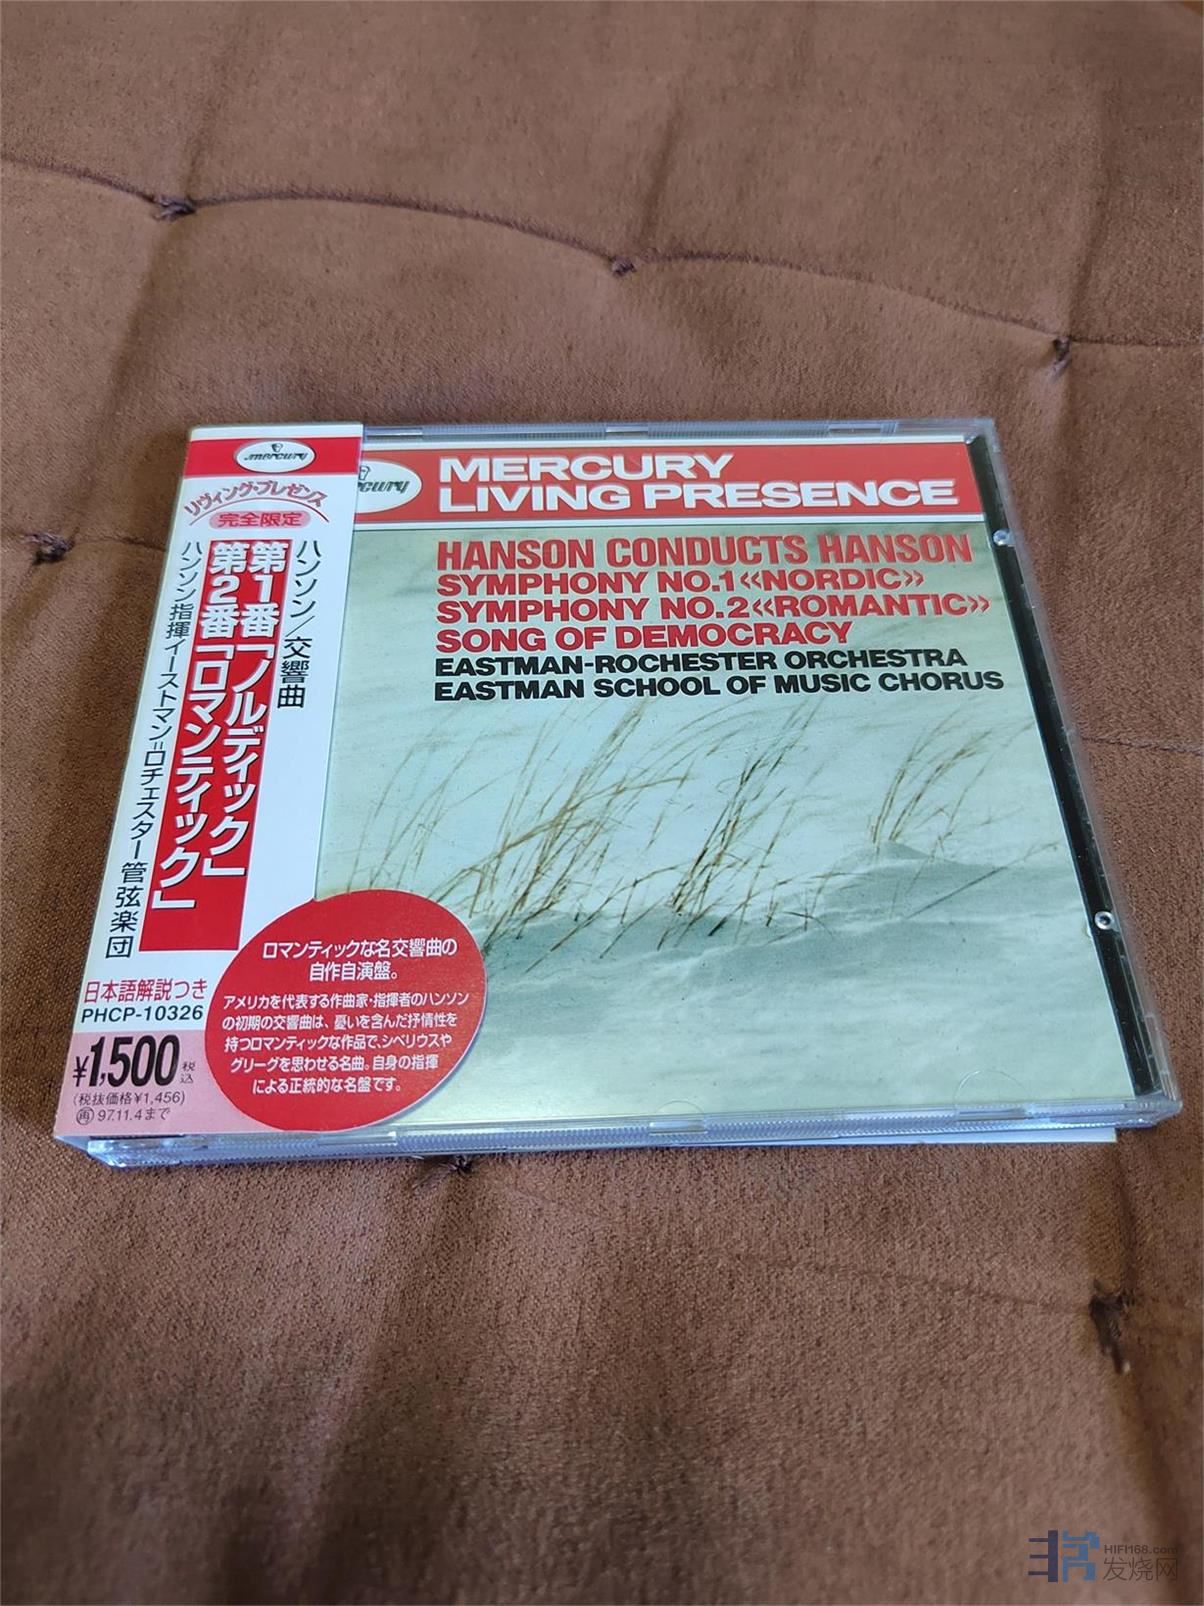 mercury
リヴィング・プレゼンス
完全限定
ハンソン/交響曲
第1番「ノルディック」
第2番「ロマンティック」
ハンソン指揮イーストマン=ロチェスター管弦楽団
日本語解説つき
PHCP-10326
¥1,500税込
(税抜価格¥1,456)
再97.11.4まで
ロマンティックな名交響曲の
自作自演盤。
アメリカを代表する作曲家・指揮者のハンソン
の初期の交響曲は、憂いを含んだ抒情性を
持つロマンティックな作品で、シベリウスや
グリーグを思わせる名曲。自身の指揮
による正統的な名盤です。
rcury
MERCURY
LIVING PRESENCE
HANSON CONDUCTS HANSON
SYMPHONY NO.1«NORDIC»
SYMPHONY NO.2«ROMANTIC»
SONG OF DEMOCRACY
EASTMAN-ROCHESTER ORCHESTRA
EASTMAN SCHOOL OF MUSIC CHORUS
HIFI168.com
发烧网